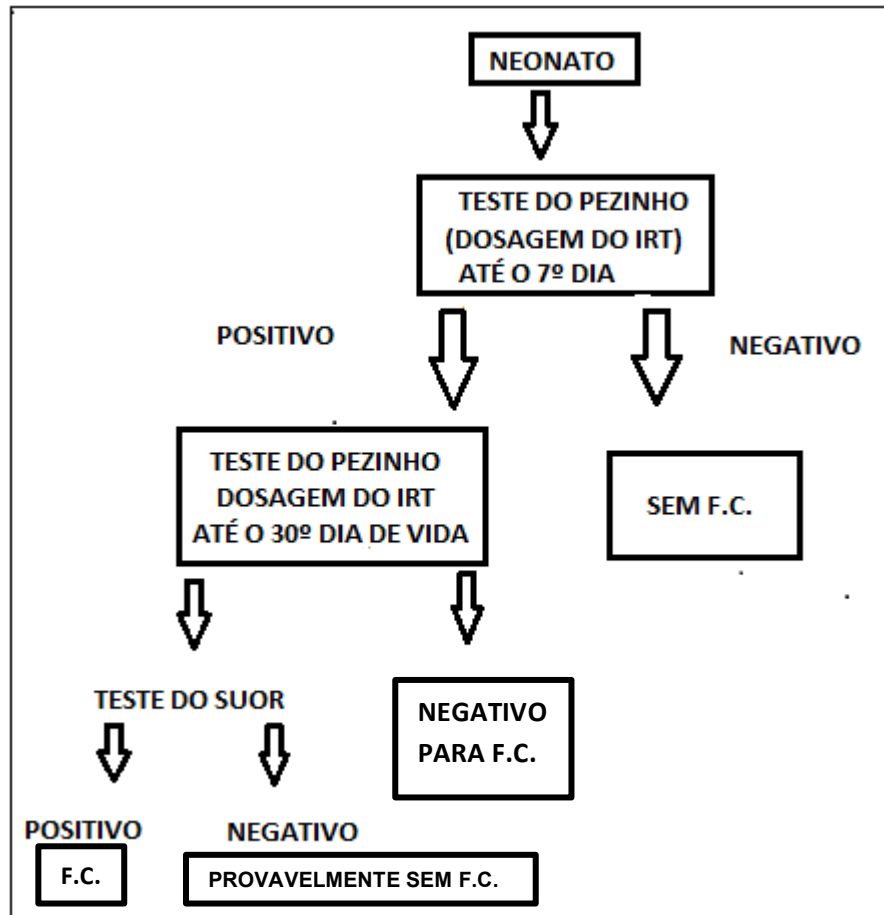 NEONATO
TESTE DO PEZINHO
(DOSAGEM DO IRT)
ATÉ O 7º DIA
POSITIVO
NEGATIVO
TESTE DO PEZINHO
DOSAGEM DO IRT
ATÉ O 30º DIA DE VIDA
SEM F.C.
TESTE DO SUOR
NEGATIVO
PARA F.C.
POSITIVO
NEGATIVO
F.C.
PROVAVELMENTE SEM F.C.